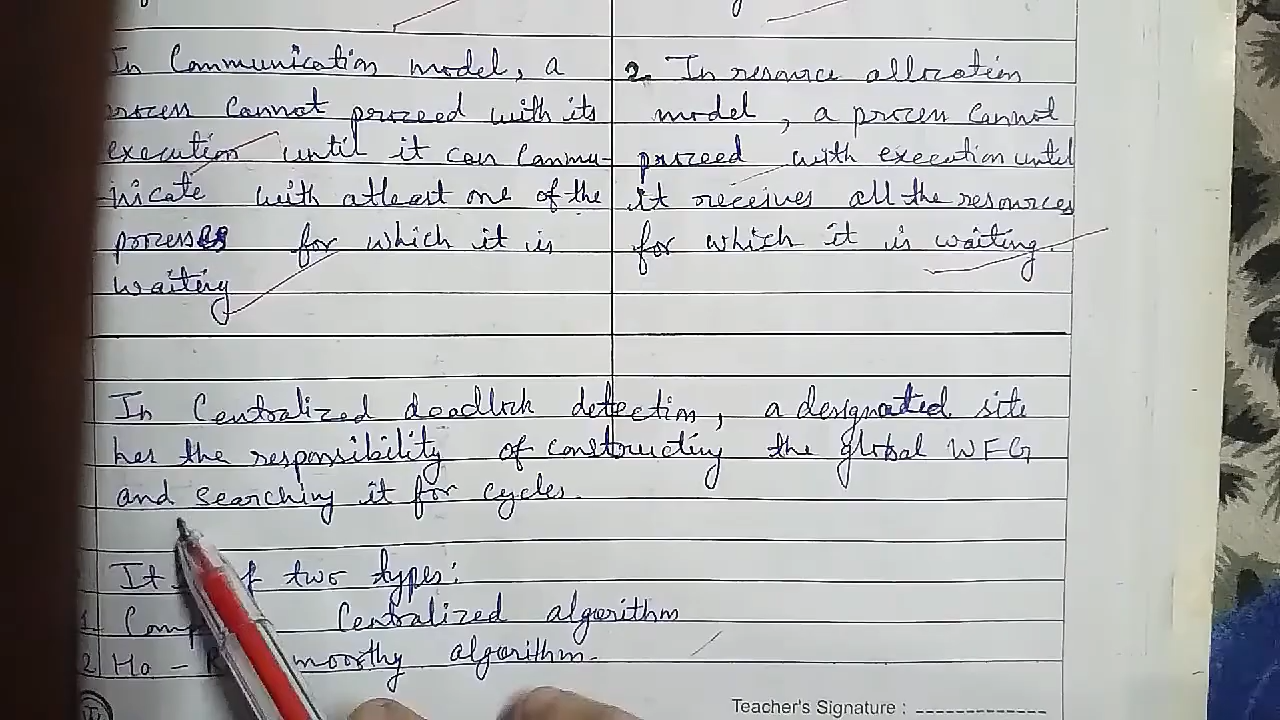 In Communication model, a
process cannot proceed with its
execution until it can commu-
nicate with atleast one of the
processes for which it is
waiting
2. In resource allocation
model, a process cannot
proceed with execution until
it receives all the resources
for which it is waiting.
In Centralized deadlock detection, a designated site
has the responsibility of constructing the global WFG
and searching it for cycles.
It of two types:
1 Comp Centralized algorithm
2 Ho - R moorthy algorithm.
Teacher's Signature :